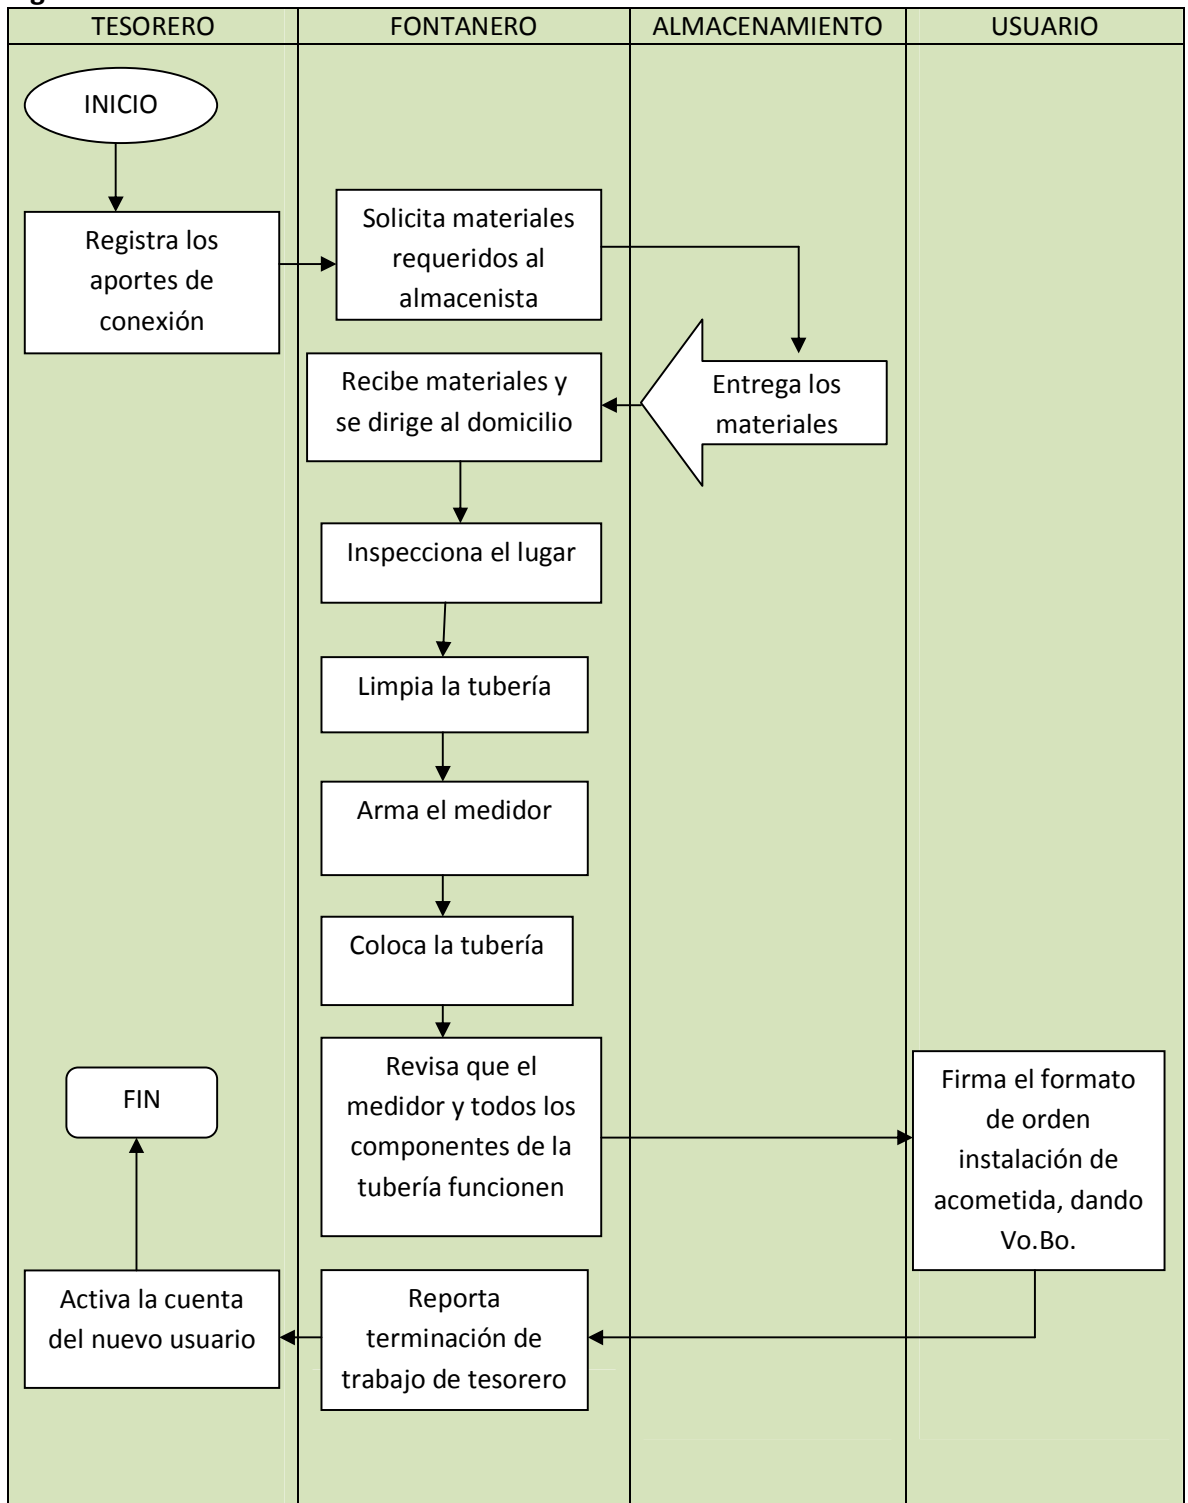 TESORERO
FONTANERO
ALMACENAMIENTO
USUARIO
INICIO
Registra los
aportes de
conexión
Solicita materiales
requeridos al
almacenista
Entrega los
materiales
Recibe materiales y
se dirige al domicilio
Inspecciona el lugar
Limpia la tubería
Arma el medidor
Coloca la tubería
Revisa que el
medidor y todos los
componentes de la
tubería funcionen
Firma el formato
de orden
instalación de
acometida, dando
Vo.Bo.
Reporta
terminación de
trabajo de tesorero
Activa la cuenta
del nuevo usuario
FIN